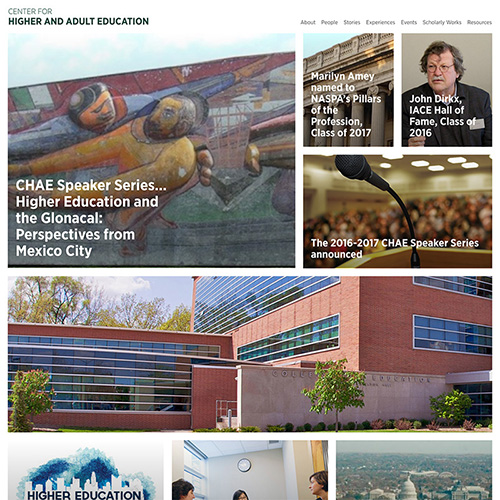 CENTER FOR
HIGHER AND ADULT EDUCATION
About People Stories Experiences Events Scholarly Works Resources
CHAE Speaker Series...
Higher Education and
the Glonacal:
Perspectives from
Mexico City
Marilyn Amey
named to
NASPA's Pillars
of the
Profession,
Class of 2017
John Dirkx,
IACE Hall of
Fame, Class of
2016
The 2016-2017 CHAE Speaker Series
announced
EDUCATION
HIGHER EDUCATION